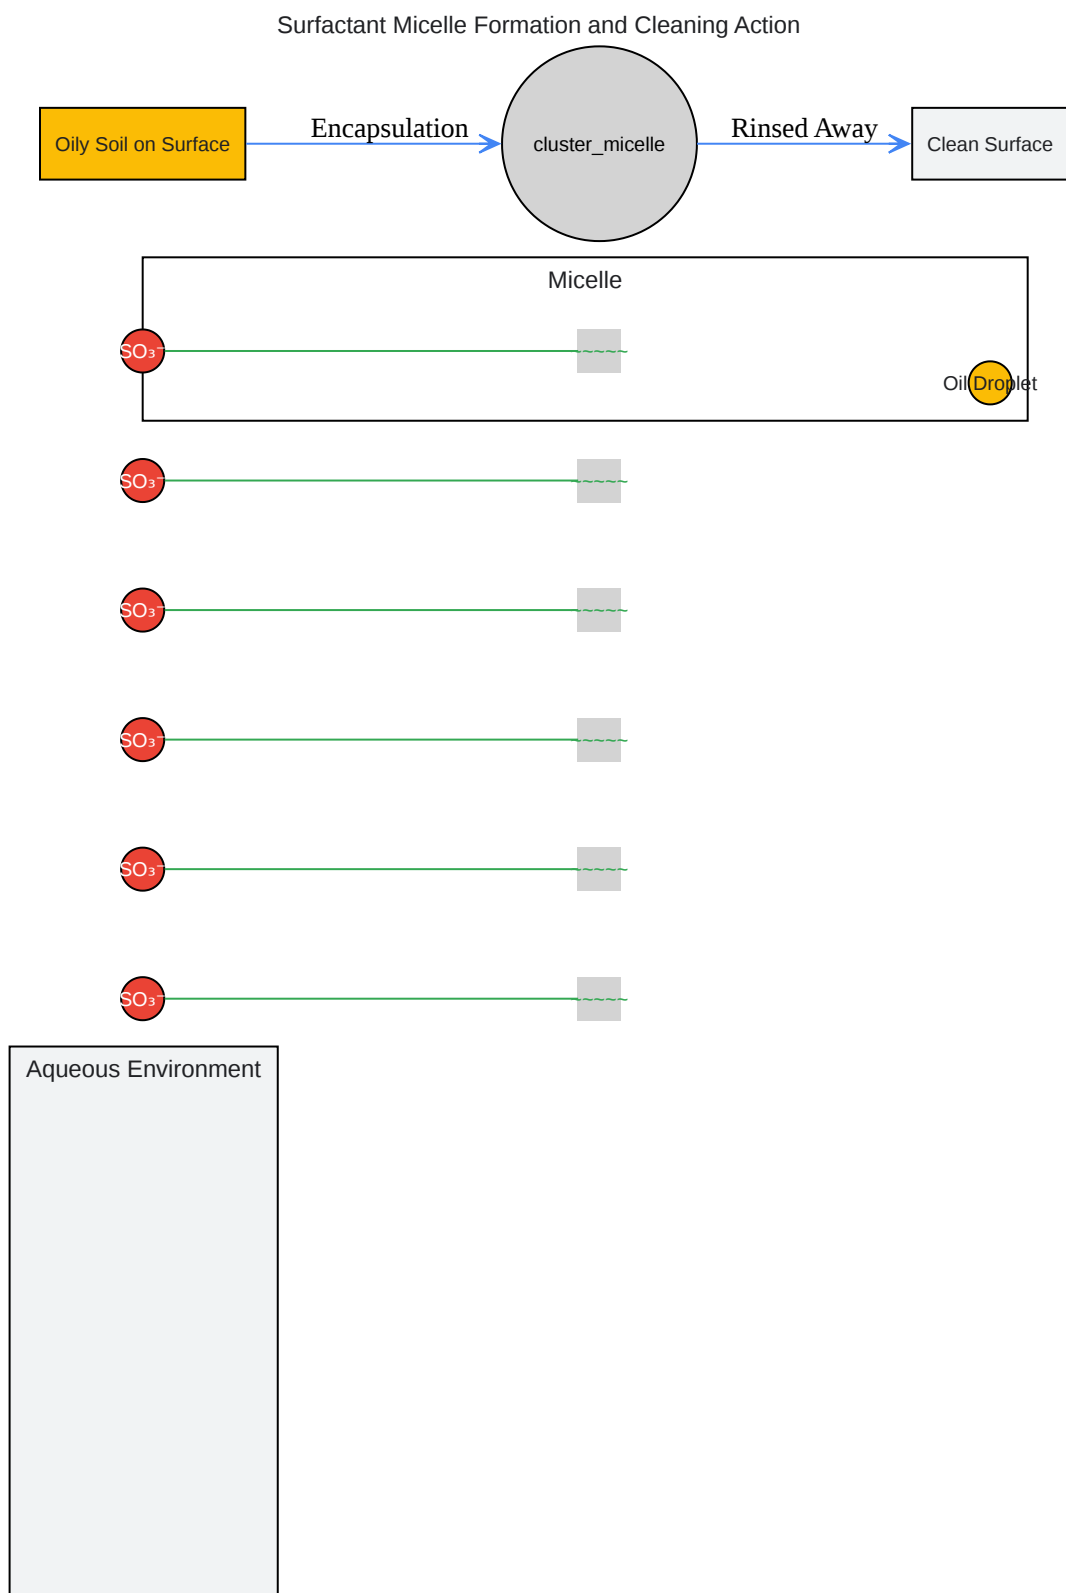 Surfactant Micelle Formation and Cleaning Action
Oily Soil on Surface
Encapsulation
cluster_micelle
Rinsed Away
Clean Surface
Micelle
SO₃⁻
~~~~~
Oil Droplet
SO₃⁻
~~~~~
SO₃⁻
~~~~~
SO₃⁻
~~~~~
SO₃⁻
~~~~~
SO₃⁻
~~~~~
Aqueous Environment